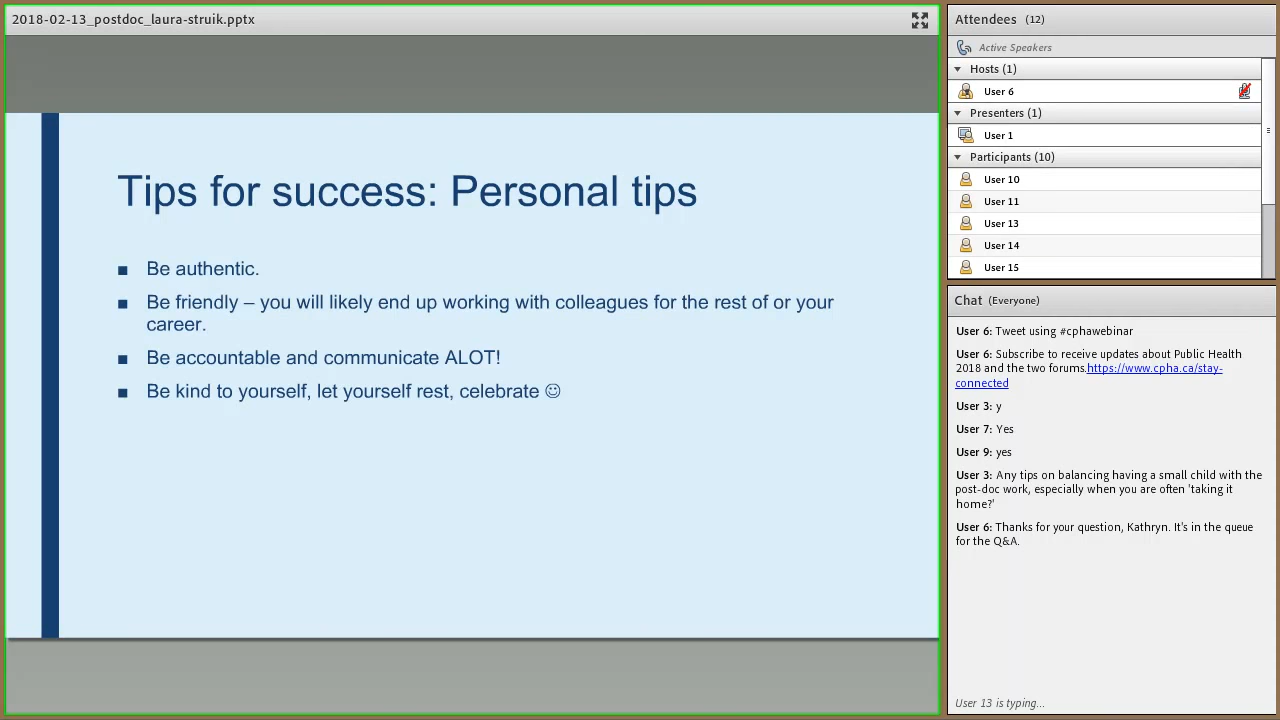 2018-02-13_postdoc_laura-struik.pptx
Tips for success: Personal tips
■ Be authentic.
■ Be friendly – you will likely end up working with colleagues for the rest of or your
career.
■ Be accountable and communicate ALOT!
■ Be kind to yourself, let yourself rest, celebrate ☺
Attendees (12)
Active Speakers
Hosts (1)
User 6
Presenters (1)
User 1
Participants (10)
User 10
User 11
User 13
User 14
User 15
Chat (Everyone)
User 6: Tweet using #cphawebinar
User 6: Subscribe to receive updates about Public Health
2018 and the two forums.https://www.cpha.ca/stay-
connected
User 3: y
User 7: Yes
User 9: yes
User 3: Any tips on balancing having a small child with the
post-doc work, especially when you are often 'taking it
home?'
User 6: Thanks for your question, Kathryn. It's in the queue
for the Q&A.
User 13 is typing...